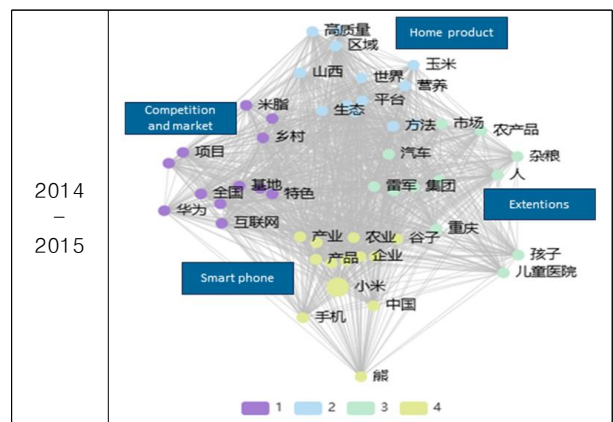 高质量
区域
Home product
山西
世界
玉米
营养
米脂
生态
平台
Competition
and market
方法
市场
农产品
乡村
项目
汽车
杂粮
人
2014
–
2015
全国
基地
特色
雷军
集团
Extentions
华为
互联网
重庆
产业
农业
谷子
产品
企业
孩子
儿童医院
Smart phone
小米
中国
手机
熊
1 2 3 4